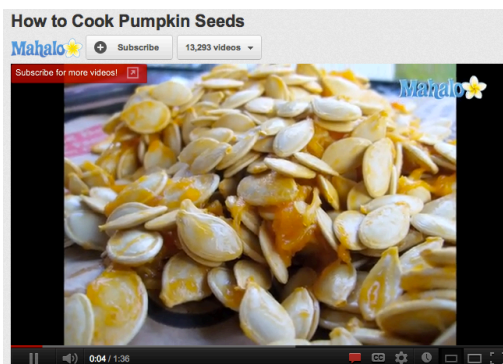 How to Cook Pumpkin Seeds
Mahalo Subscribe 13,293 videos
Subscribe for more videos!
Mahalo
0:04 / 1:36 CC